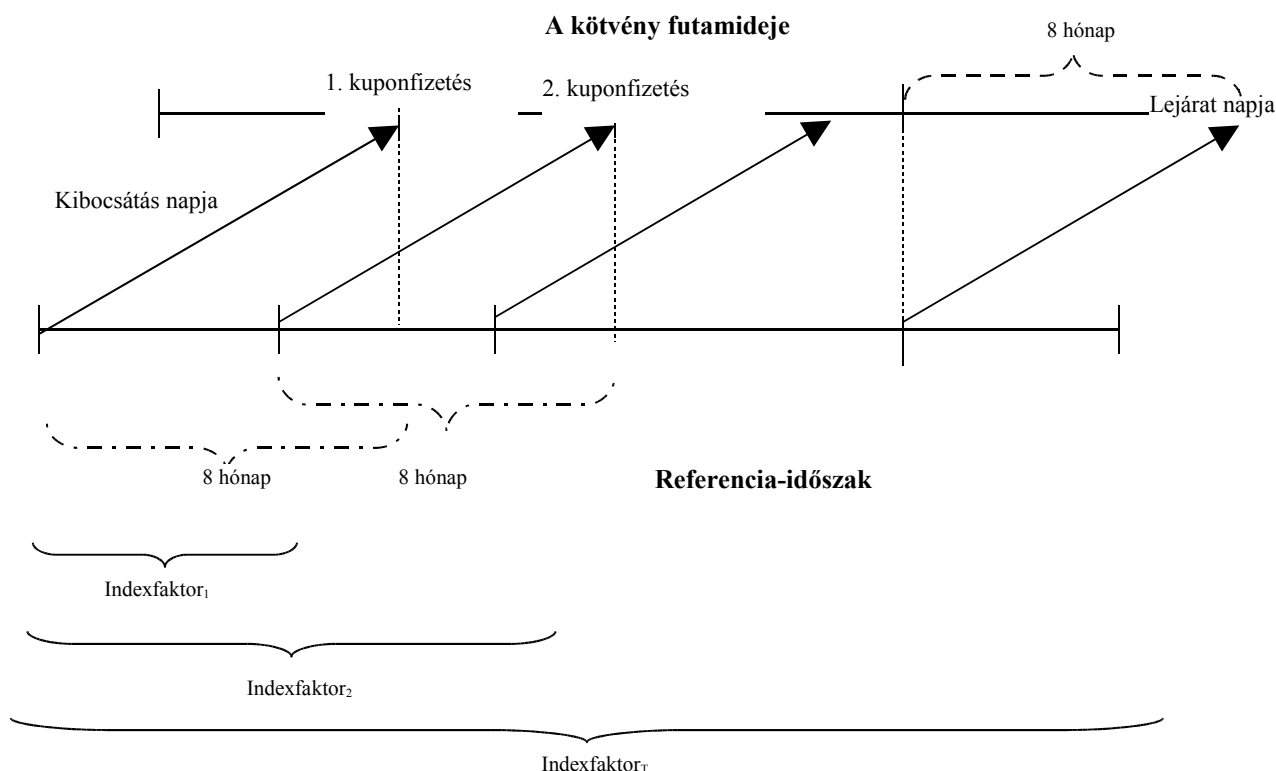 A kötvény futamideje
8 hónap
1. kuponfizetés
2. kuponfizetés
Lejárat napja
Kibocsátás napja
8 hónap
8 hónap
Referencia-időszak
Indexfaktor₁
Indexfaktor₂
Indexfaktor_T